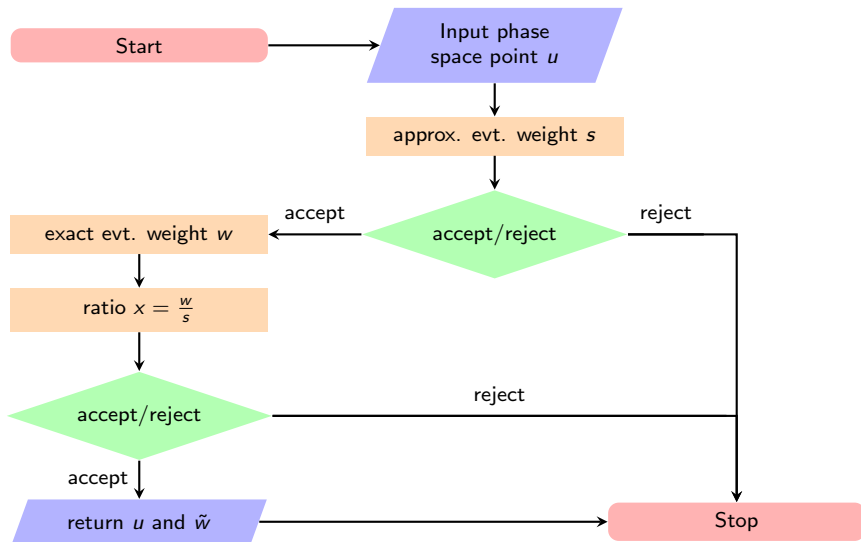 Start
Input phase
space point u
approx. evt. weight s
accept
accept/reject
reject
exact evt. weight w
ratio x = w/s
accept/reject
reject
accept
return u and w̃
Stop